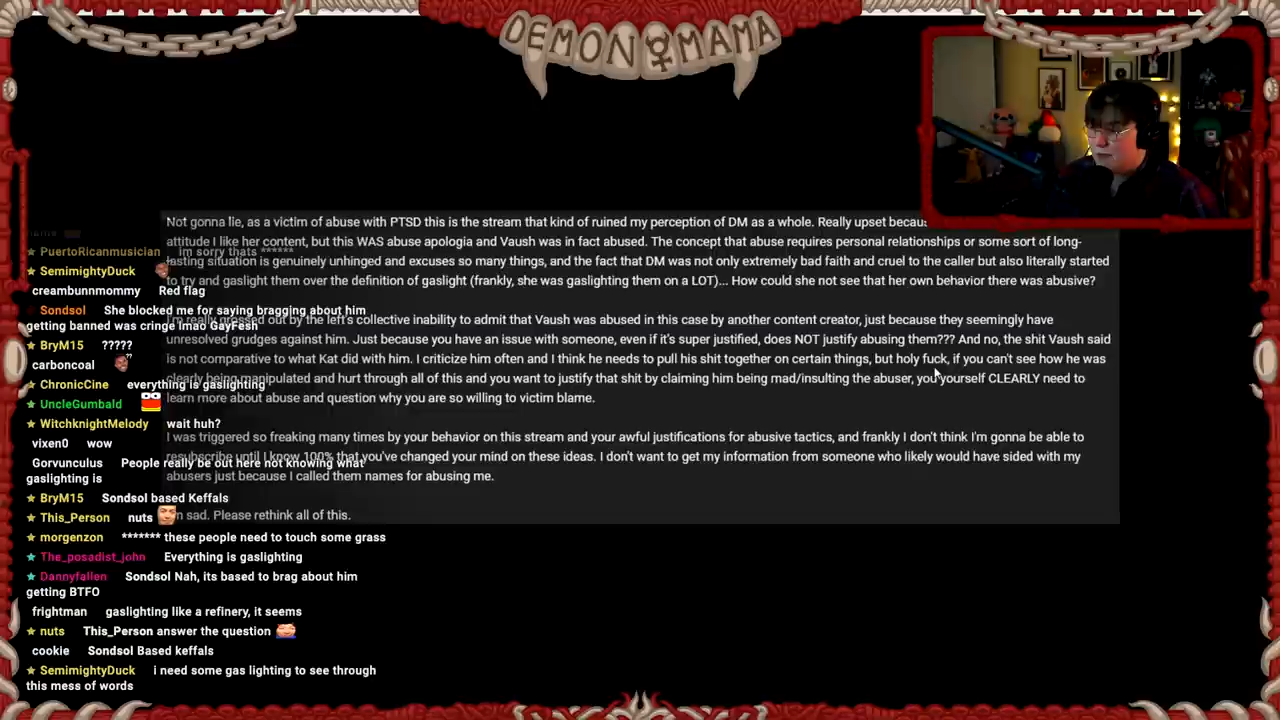 DEMON MAMA
Not gonna lie, as a victim of abuse with PTSD this is the stream that kind of ruined my perception of DM as a whole. Really upset becau
attitude I like her content, but this WAS abuse apologia and Vaush was in fact abused. The concept that abuse requires personal relationships or some sort of long-
lasting situation is genuinely unhinged and excuses so many things, and the fact that DM was not only extremely bad faith and cruel to the caller but also literally started
to try and gaslight them over the definition of gaslight (frankly, she was gaslighting them on a LOT)... How could she not see that her own behavior there was abusive?
I'm really grossed out by the left's collective inability to admit that Vaush was abused in this case by another content creator, just because they seemingly have
unresolved grudges against him. Just because you have an issue with someone, even if it's super justified, does NOT justify abusing them??? And no, the shit Vaush said
is not comparative to what Kat did with him. I criticize him often and I think he needs to pull his shit together on certain things, but holy fuck, if you can't see how he was
clearly being manipulated and hurt through all of this and you want to justify that shit by claiming him being mad/insulting the abuser, you yourself CLEARLY need to
learn more about abuse and question why you are so willing to victim blame.
I was triggered so freaking many times by your behavior on this stream and your awful justifications for abusive tactics, and frankly I don't think I'm gonna be able to
resubscribe until I know 100% that you've changed your mind on these ideas. I don't want to get my information from someone who likely would have sided with my
abusers just because I called them names for abusing me.
I'm sad. Please rethink all of this.
PuertoRicanmusician im sorry thats ******
SemimightyDuck
creambunnmommy Red flag
Sondsol She blocked me for saying bragging about him
getting banned was cringe lmao GayFesh
BryM15 ?????
carboncoal
ChronicCine everything is gaslighting
UncleGumbald
WitchknightMelody wait huh?
vixen0 wow
Gorvunculus People really be out here not knowing what
gaslighting is
BryM15 Sondsol based Keffals
This_Person nuts
morgenzon ******* these people need to touch some grass
The_posadist_john Everything is gaslighting
Dannyfallen Sondsol Nah, its based to brag about him
getting BTFO
frightman gaslighting like a refinery, it seems
nuts This_Person answer the question
cookie Sondsol Based keffals
SemimightyDuck i need some gas lighting to see through
this mess of words